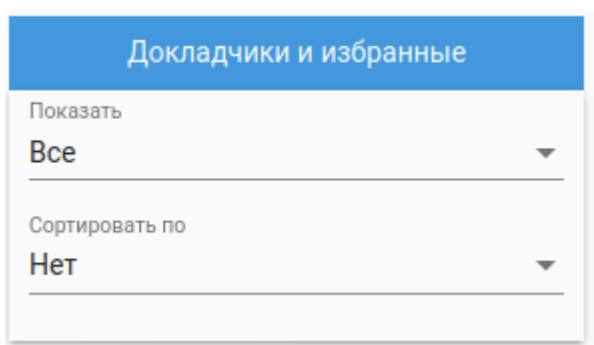 Докладчики и избранные
Показать
Все
Сортировать по
Нет